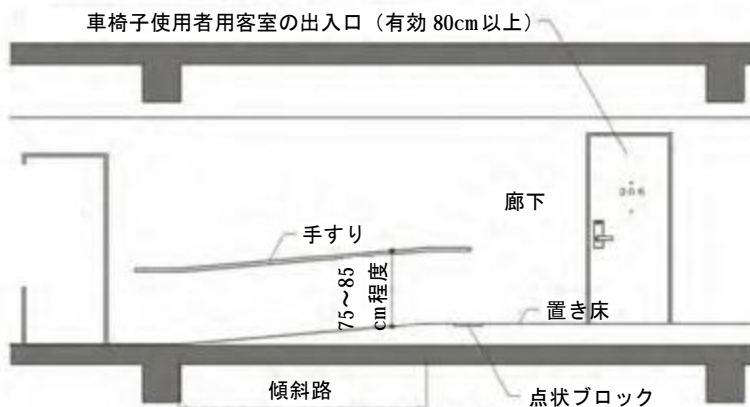 車椅子使用者用客室の出入口（有効 80cm以上）
206
廊下
手すり
75～85
cm程度
置き床
傾斜路
点状ブロック